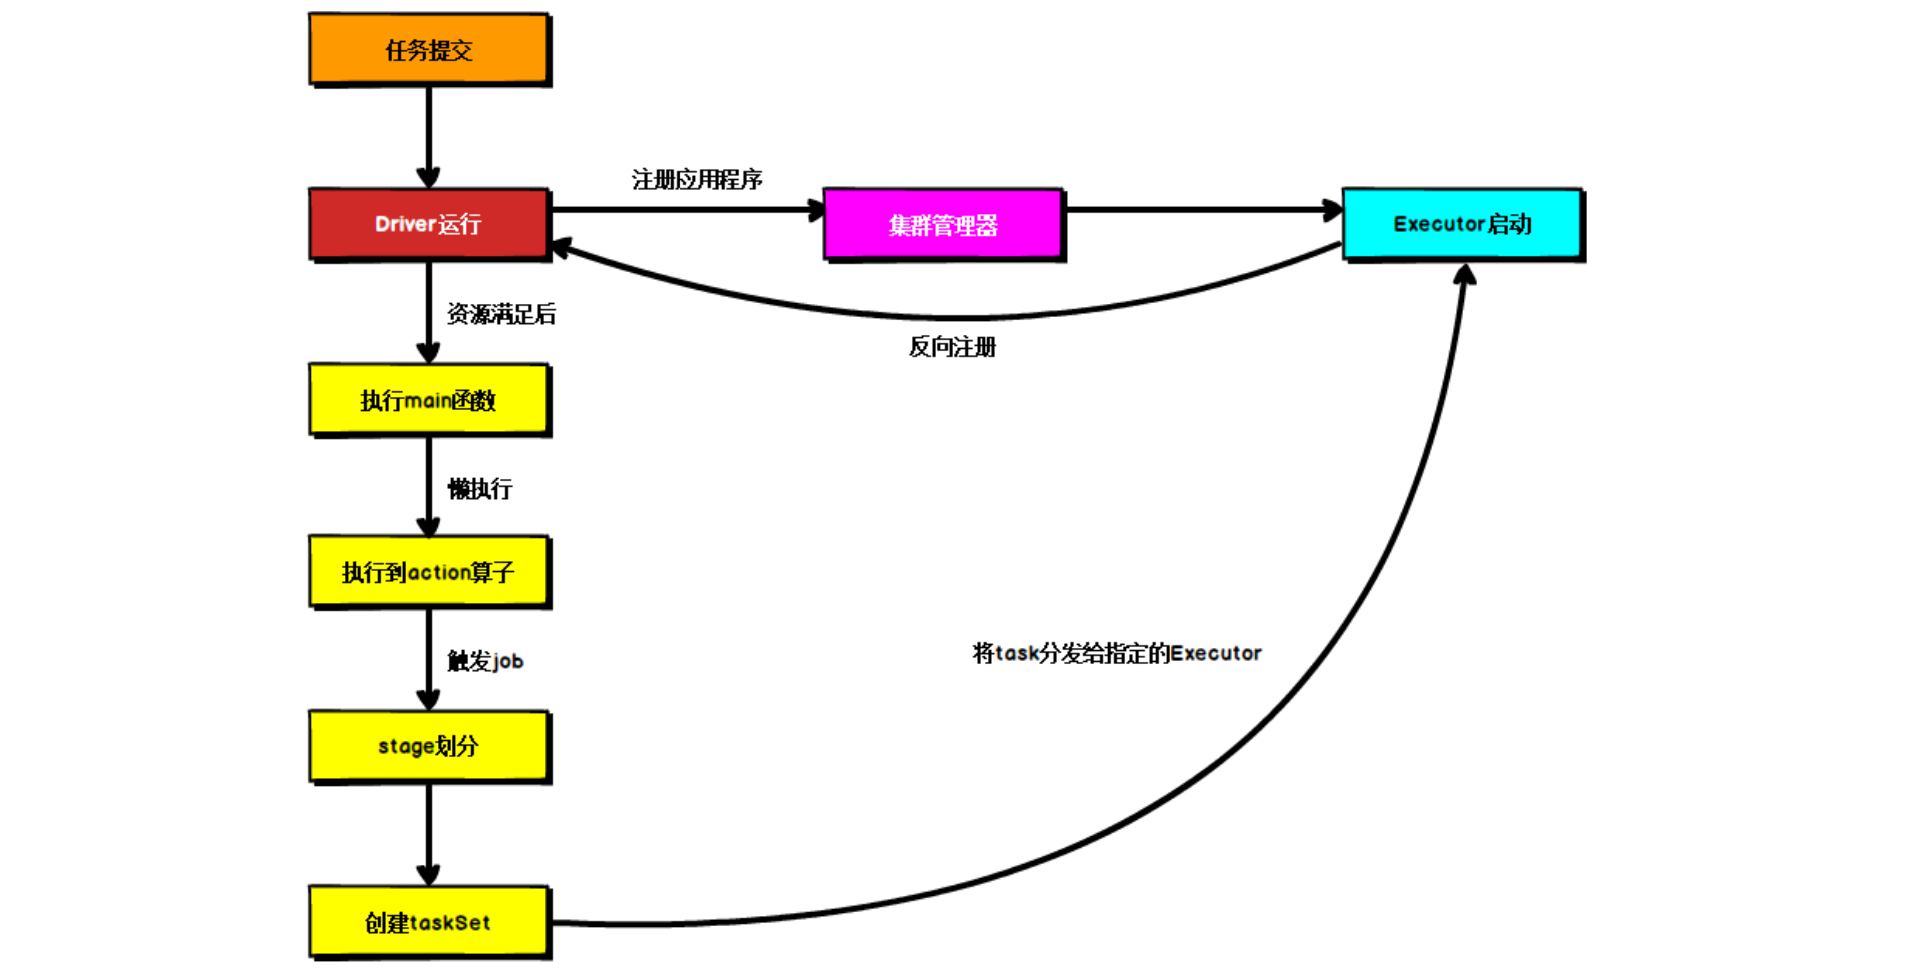 任务提交
注册应用程序
Driver运行
集群管理器
Executor启动
资源满足后
反向注册
执行main函数
懒执行
执行到action算子
将task分发给指定的Executor
触发job
stage划分
创建taskSet